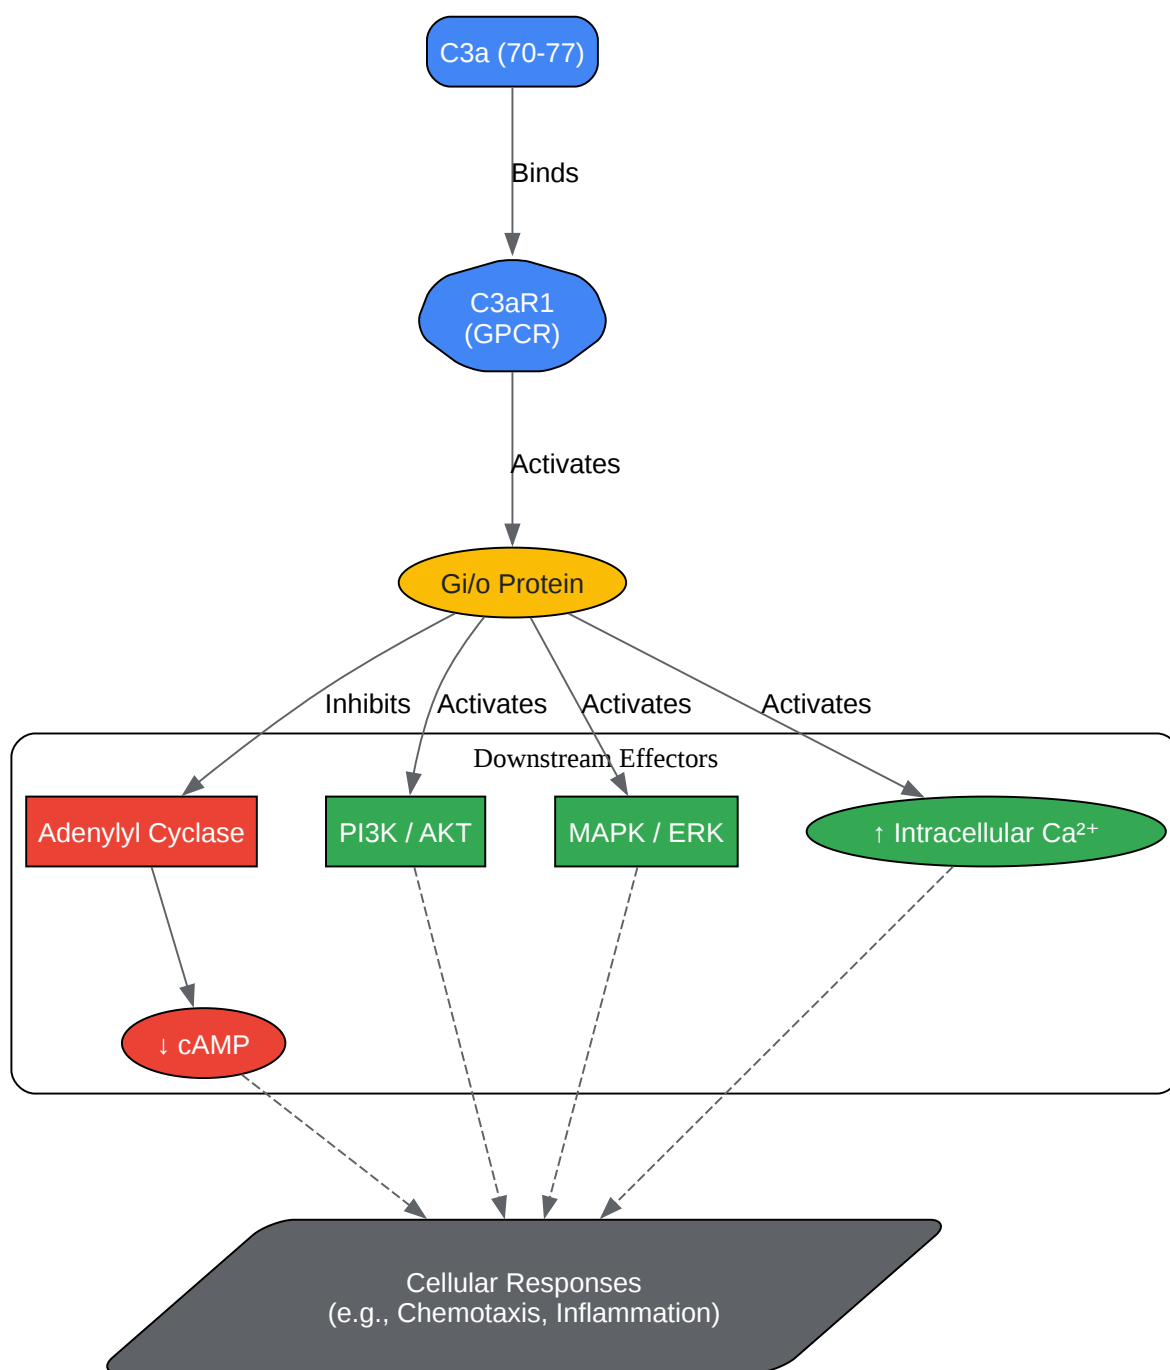 C3a (70-77)
Binds
C3aR1
(GPCR)
Activates
Gi/o Protein
Inhibits
Activates
Activates
Activates
Downstream Effectors
Adenylyl Cyclase
PI3K / AKT
MAPK / ERK
↑ Intracellular Ca²⁺
↓ cAMP
Cellular Responses
(e.g., Chemotaxis, Inflammation)